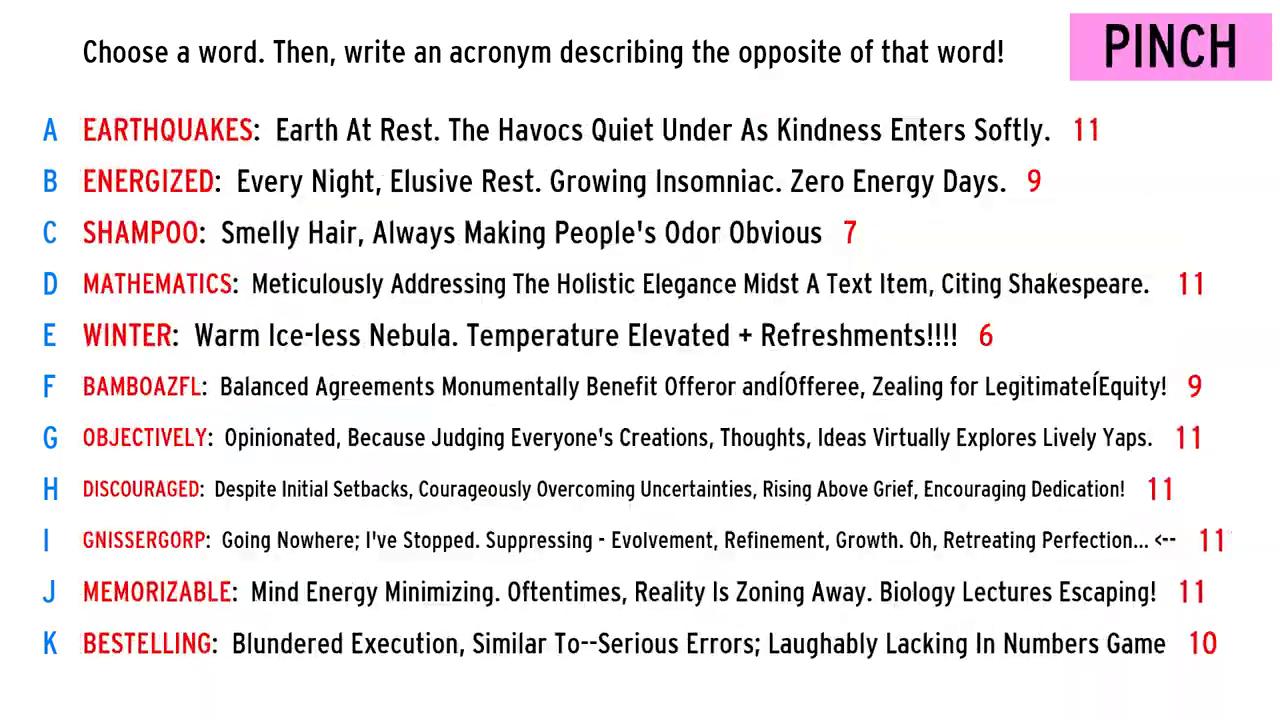 Choose a word. Then, write an acronym describing the opposite of that word!
PINCH
A EARTHQUAKES: Earth At Rest. The Havocs Quiet Under As Kindness Enters Softly. 11
B ENERGIZED: Every Night, Elusive Rest. Growing Insomniac. Zero Energy Days. 9
C SHAMPOO: Smelly Hair, Always Making People's Odor Obvious 7
D MATHEMATICS: Meticulously Addressing The Holistic Elegance Midst A Text Item, Citing Shakespeare. 11
E WINTER: Warm Ice-less Nebula. Temperature Elevated + Refreshments!!!! 6
F BAMBOAZFL: Balanced Agreements Monumentally Benefit Offeror andÍOfferee, Zealing for LegitimateÍEquity! 9
G OBJECTIVELY: Opinionated, Because Judging Everyone's Creations, Thoughts, Ideas Virtually Explores Lively Yaps. 11
H DISCOURAGED: Despite Initial Setbacks, Courageously Overcoming Uncertainties, Rising Above Grief, Encouraging Dedication! 11
I GNISSERGORP: Going Nowhere; I've Stopped. Suppressing - Evolvement, Refinement, Growth. Oh, Retreating Perfection... <-- 11
J MEMORIZABLE: Mind Energy Minimizing. Oftentimes, Reality Is Zoning Away. Biology Lectures Escaping! 11
K BESTELLING: Blundered Execution, Similar To--Serious Errors; Laughably Lacking In Numbers Game 10